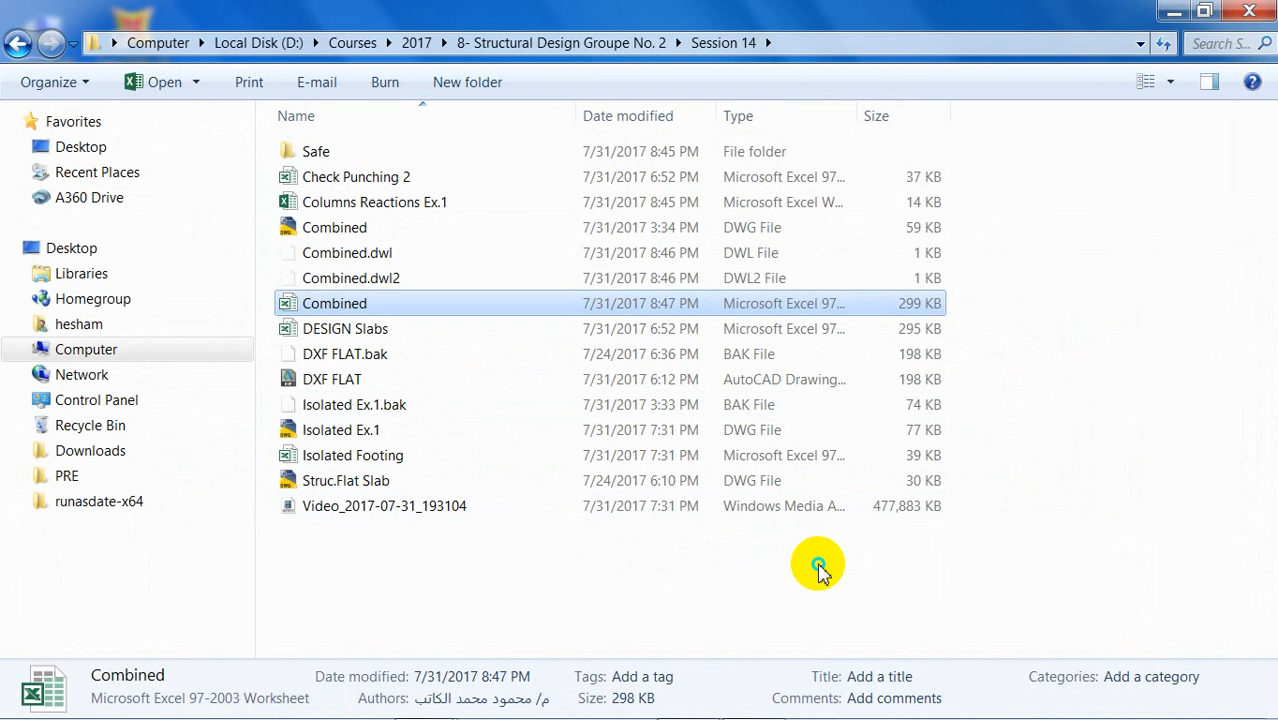 Computer Local Disk (D:) Courses 2017 8- Structural Design Groupe No. 2 Session 14 Search S...
Organize Open Print E-mail Burn New folder
Favorites
Desktop
Recent Places
A360 Drive
Desktop
Libraries
Homegroup
hesham
Computer
Network
Control Panel
Recycle Bin
Downloads
PRE
runasdate-x64
Name Date modified Type Size
Safe 7/31/2017 8:45 PM File folder
Check Punching 2 7/31/2017 6:52 PM Microsoft Excel 97... 37 KB
Columns Reactions Ex.1 7/31/2017 8:45 PM Microsoft Excel W... 14 KB
Combined 7/31/2017 3:34 PM DWG File 59 KB
Combined.dwl 7/31/2017 8:46 PM DWL File 1 KB
Combined.dwl2 7/31/2017 8:46 PM DWL2 File 1 KB
Combined 7/31/2017 8:47 PM Microsoft Excel 97... 299 KB
DESIGN Slabs 7/31/2017 6:52 PM Microsoft Excel 97... 295 KB
DXF FLAT.bak 7/24/2017 6:36 PM BAK File 198 KB
DXF FLAT 7/31/2017 6:12 PM AutoCAD Drawing... 198 KB
Isolated Ex.1.bak 7/31/2017 3:33 PM BAK File 74 KB
Isolated Ex.1 7/31/2017 7:31 PM DWG File 77 KB
Isolated Footing 7/31/2017 7:31 PM Microsoft Excel 97... 39 KB
Struc.Flat Slab 7/24/2017 6:10 PM DWG File 30 KB
Video_2017-07-31_193104 7/31/2017 7:31 PM Windows Media A... 477,883 KB
Combined Date modified: 7/31/2017 8:47 PM Tags: Add a tag Title: Add a title Categories: Add a category
Microsoft Excel 97-2003 Worksheet Authors: م/ محمود محمد الكاتب Size: 298 KB Comments: Add comments